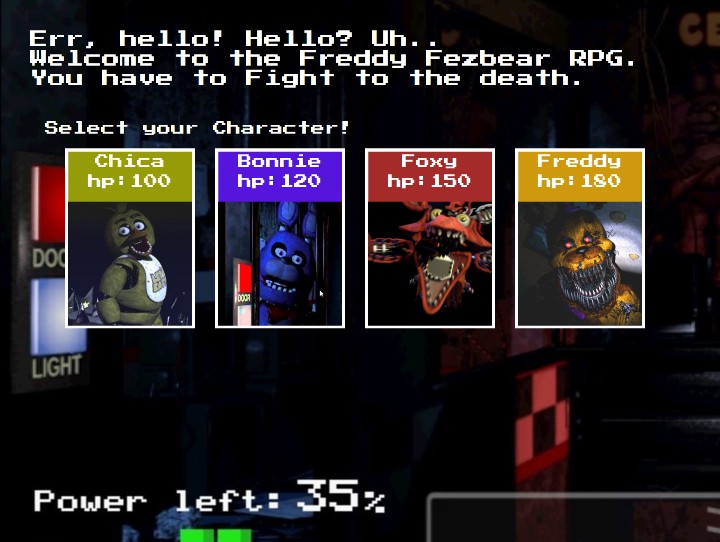 Err, hello! Hello? Uh..
Welcome to the Freddy Fezbear RPG.
You have to Fight to the death.
Select your Character!
Chica
hp:100
Bonnie
hp:120
Foxy
hp:150
Freddy
hp:180
DOOR
LIGHT
Power left: 35%